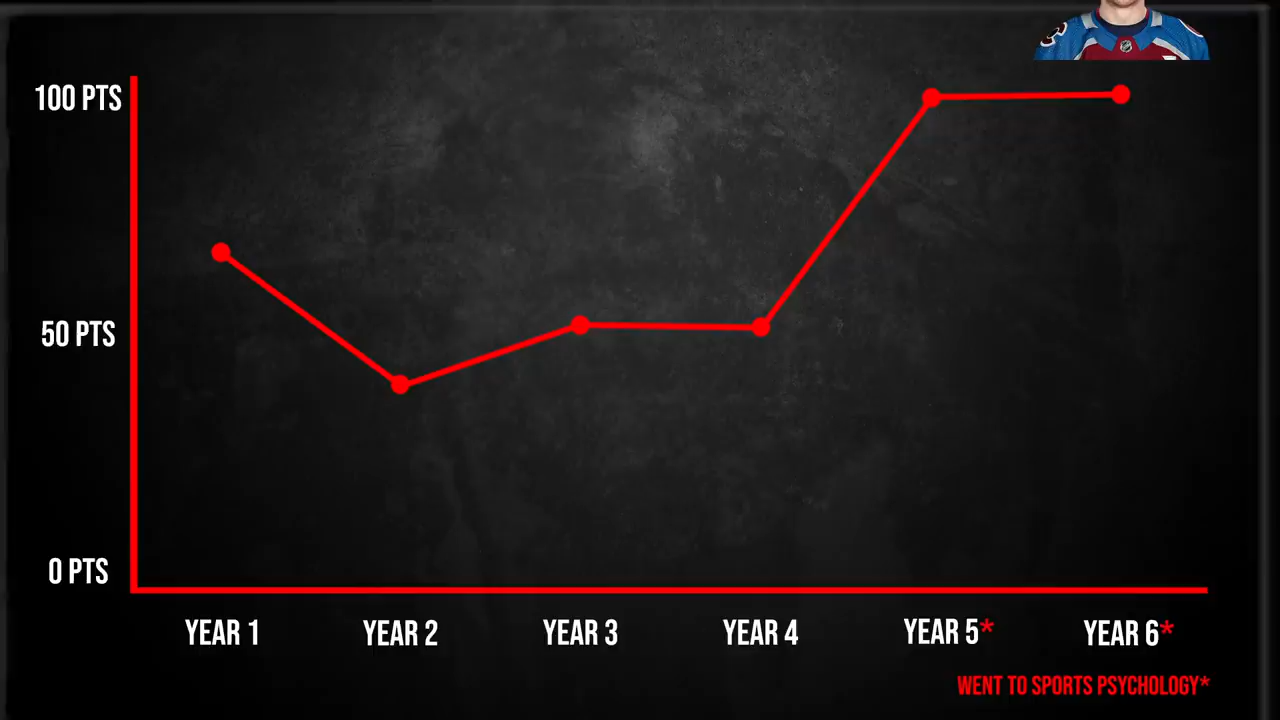 100 PTS
50 PTS
0 PTS
YEAR 1
YEAR 2
YEAR 3
YEAR 4
YEAR 5*
YEAR 6*
WENT TO SPORTS PSYCHOLOGY*